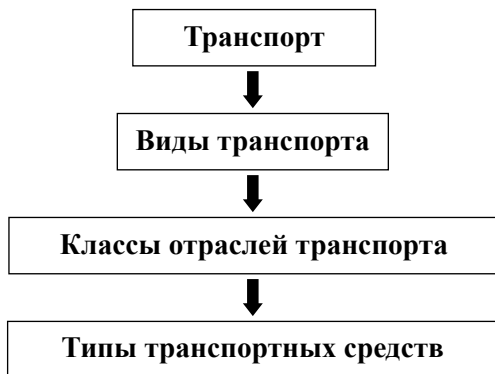 Транспорт
Виды транспорта
Классы отраслей транспорта
Типы транспортных средств